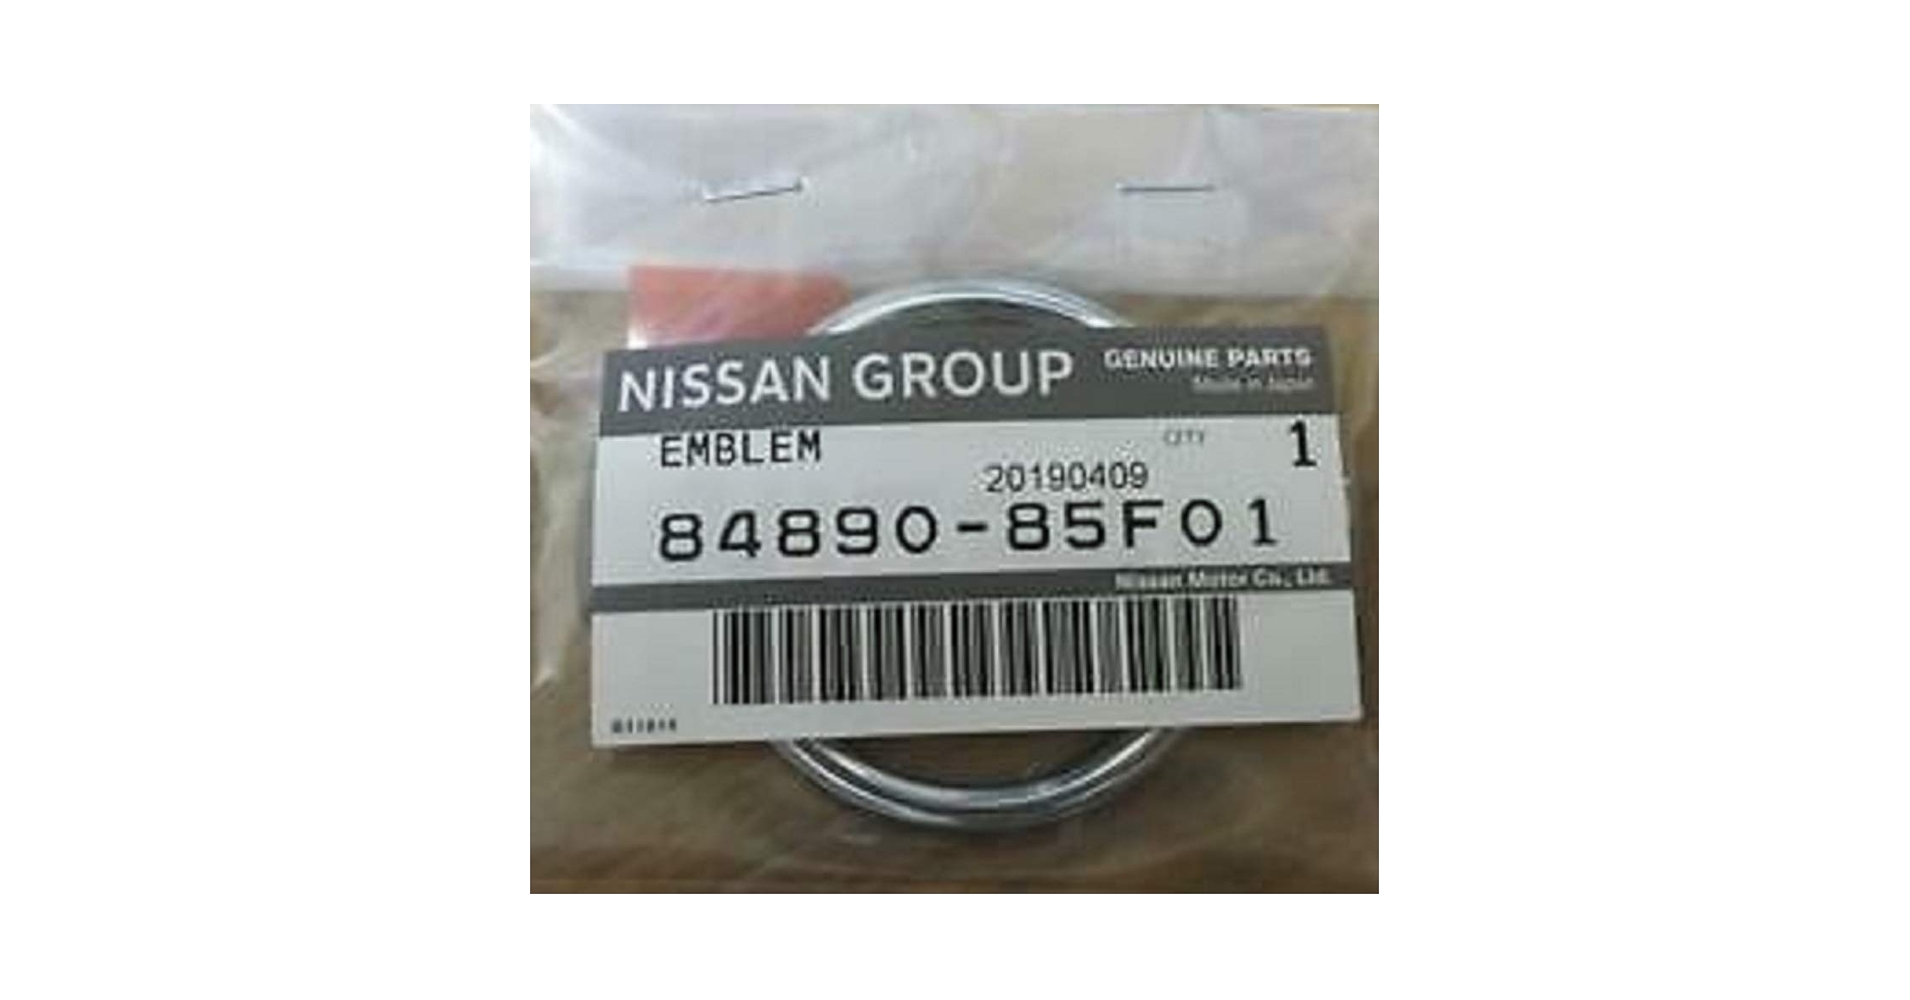 NISSAN GROUP
GENUINE PARTS
Made in Japan
EMBLEM
QTY 1
20190409
84890-85F01
Nissan Motor Co., Ltd.